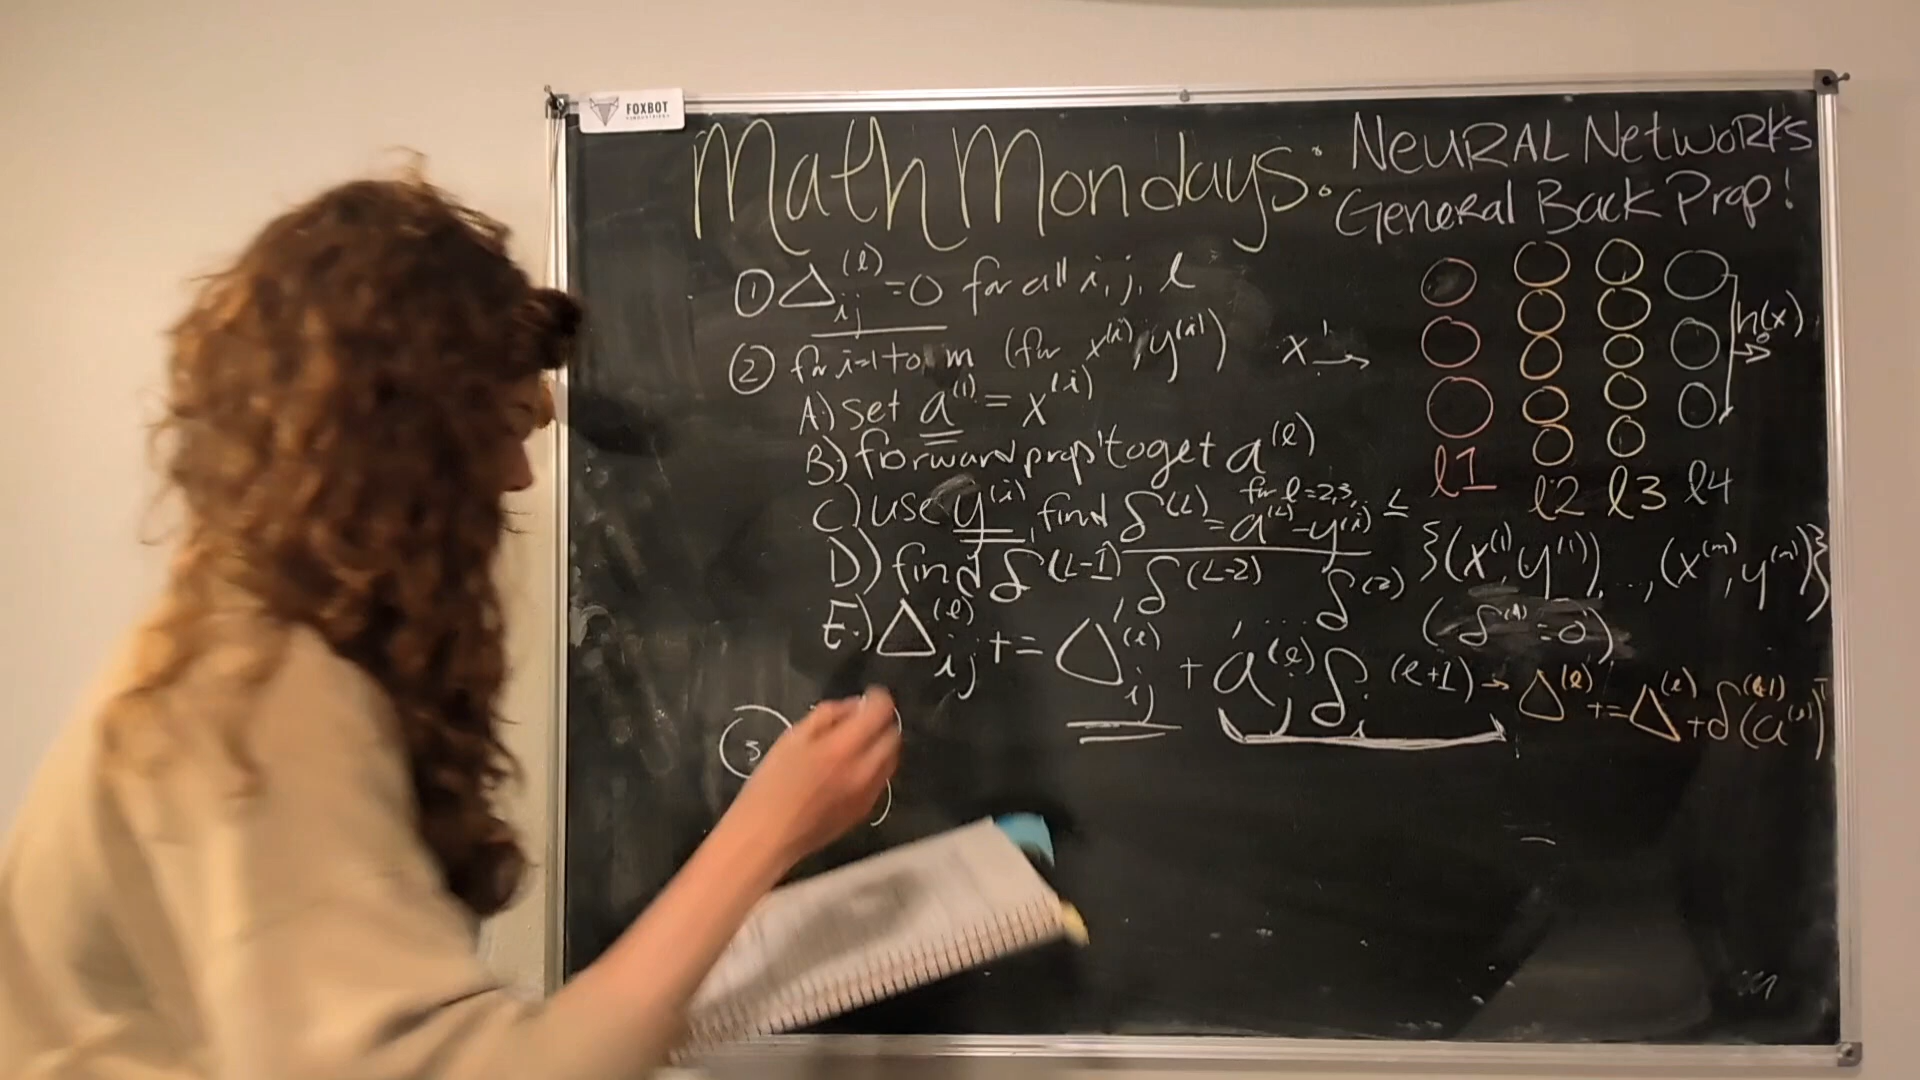 FOXBOT
INDUSTRIES
Math Mondays:
NEURAL NetwoRKs
General Back Prop!
① Δᵢⱼ⁽ˡ⁾ = 0 for all i, j, l
② for i=1 to m (for x⁽ⁱ⁾, y⁽ⁱ⁾)
A.) set a⁽¹⁾ = x⁽ⁱ⁾
B) forward prop to get a⁽ˡ⁾
for l=2,3, L
C) use y⁽ⁱ⁾, find δ⁽ᴸ⁾ = a⁽ᴸ⁾ - y⁽ⁱ⁾
D) find δ⁽ᴸ⁻¹⁾, δ⁽ᴸ⁻²⁾, .... δ⁽²⁾
E.) Δᵢⱼ⁽ˡ⁾ += Δᵢⱼ⁽ˡ⁾ + aⱼ⁽ˡ⁾ δᵢ⁽ˡ⁺¹⁾ → Δ⁽ˡ⁾ += Δ⁽ˡ⁾ + δ⁽ˡ⁺¹⁾(a⁽ˡ⁾)ᵀ
③
x →
h(x)
l1 l2 l3 l4
{(x⁽¹⁾, y⁽¹⁾) ..., (x⁽ᵐ⁾, y⁽ᵐ⁾)}
(δ⁽¹⁾ = 0)